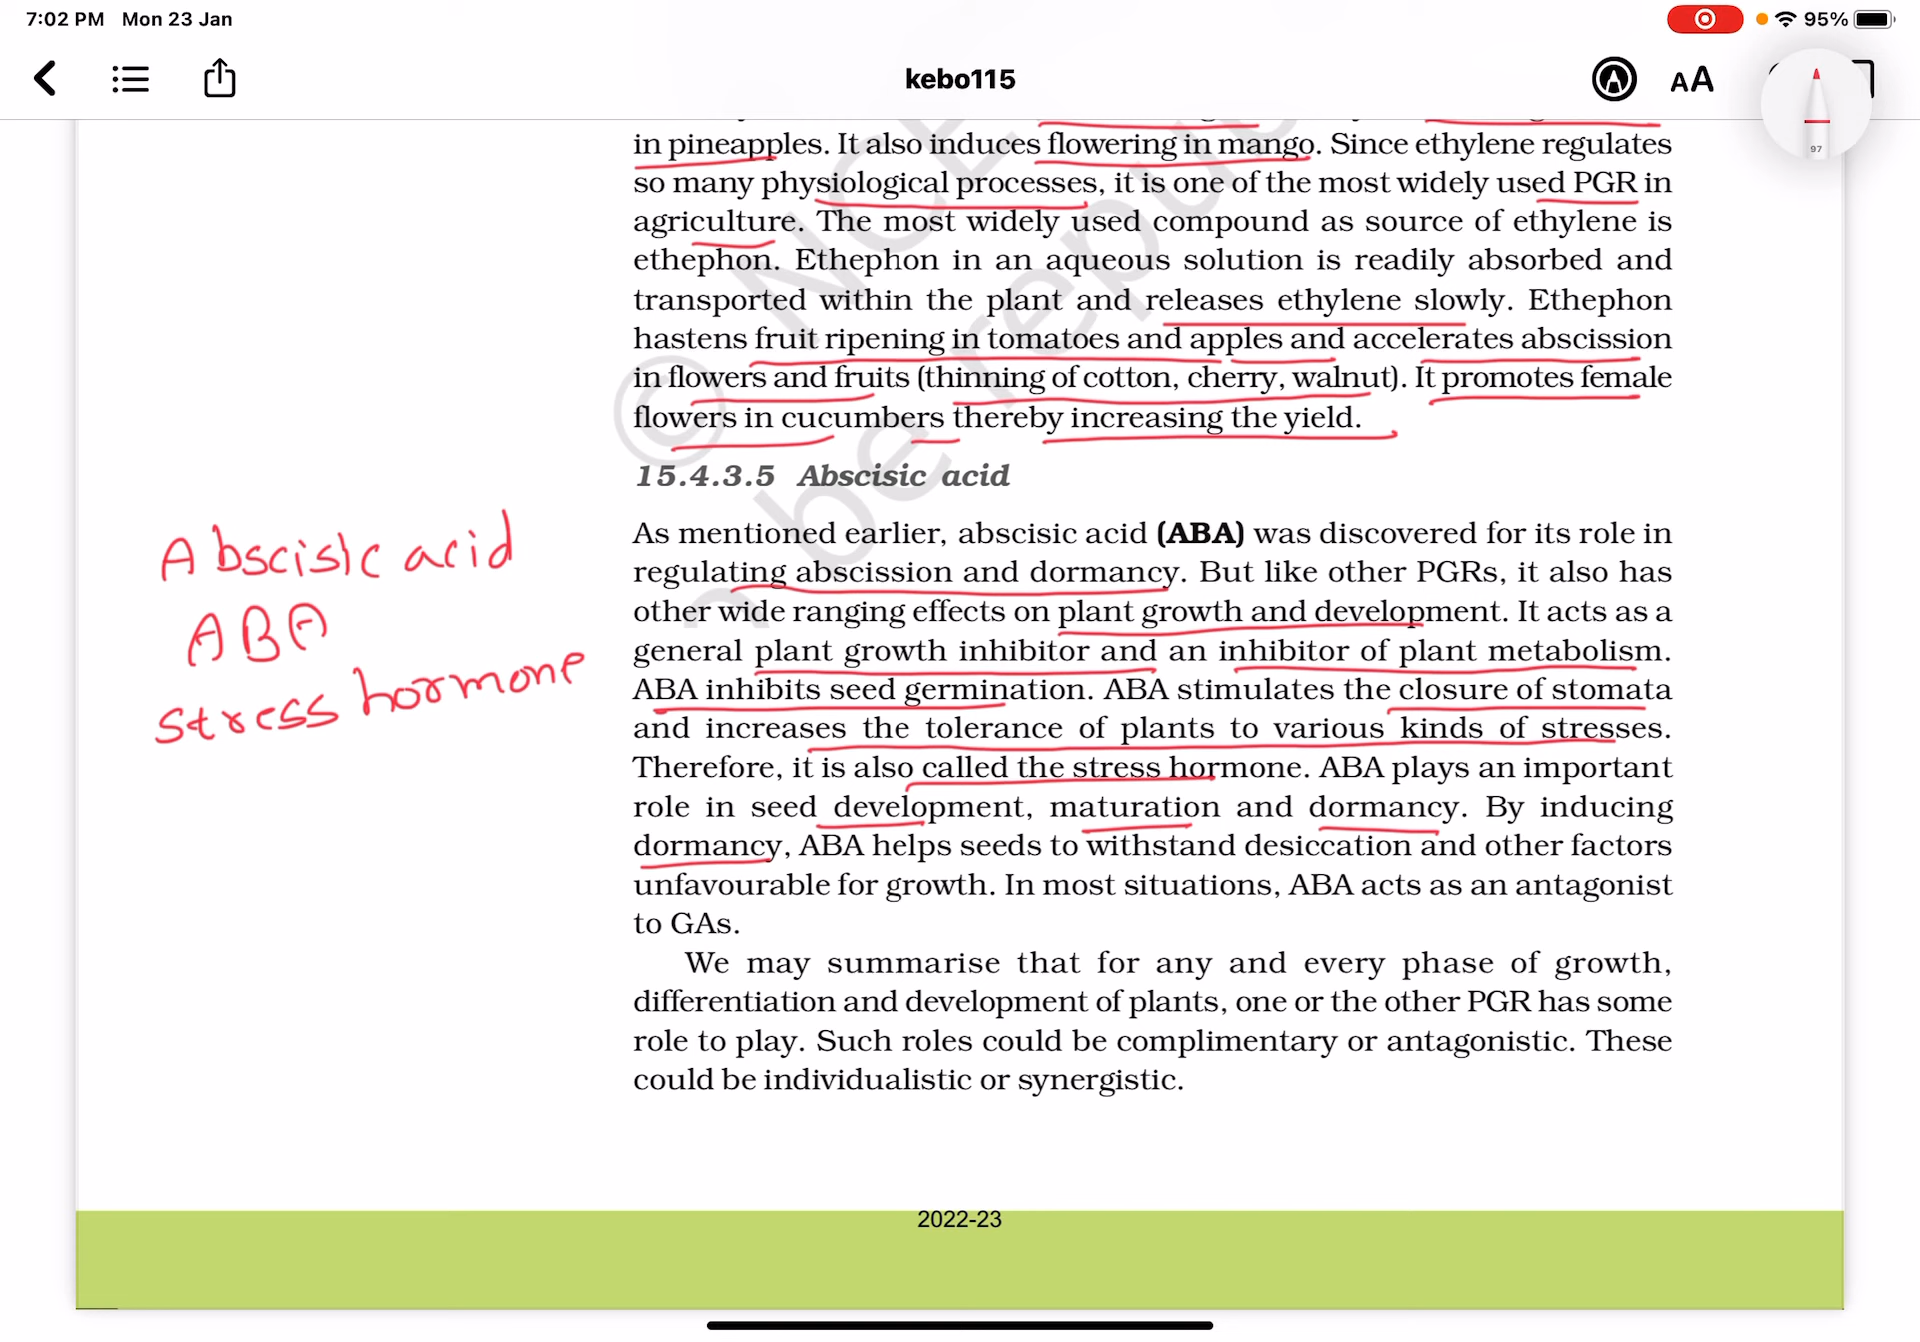 7:02 PM Mon 23 Jan
95%
kebo115
AA
97
in pineapples. It also induces flowering in mango. Since ethylene regulates
so many physiological processes, it is one of the most widely used PGR in
agriculture. The most widely used compound as source of ethylene is
ethephon. Ethephon in an aqueous solution is readily absorbed and
transported within the plant and releases ethylene slowly. Ethephon
hastens fruit ripening in tomatoes and apples and accelerates abscission
in flowers and fruits (thinning of cotton, cherry, walnut). It promotes female
flowers in cucumbers thereby increasing the yield.
15.4.3.5 Abscisic acid
As mentioned earlier, abscisic acid (ABA) was discovered for its role in
regulating abscission and dormancy. But like other PGRs, it also has
other wide ranging effects on plant growth and development. It acts as a
general plant growth inhibitor and an inhibitor of plant metabolism.
ABA inhibits seed germination. ABA stimulates the closure of stomata
and increases the tolerance of plants to various kinds of stresses.
Therefore, it is also called the stress hormone. ABA plays an important
role in seed development, maturation and dormancy. By inducing
dormancy, ABA helps seeds to withstand desiccation and other factors
unfavourable for growth. In most situations, ABA acts as an antagonist
to GAs.
We may summarise that for any and every phase of growth,
differentiation and development of plants, one or the other PGR has some
role to play. Such roles could be complimentary or antagonistic. These
could be individualistic or synergistic.
Abscisic acid
ABA
stress hormone
2022-23